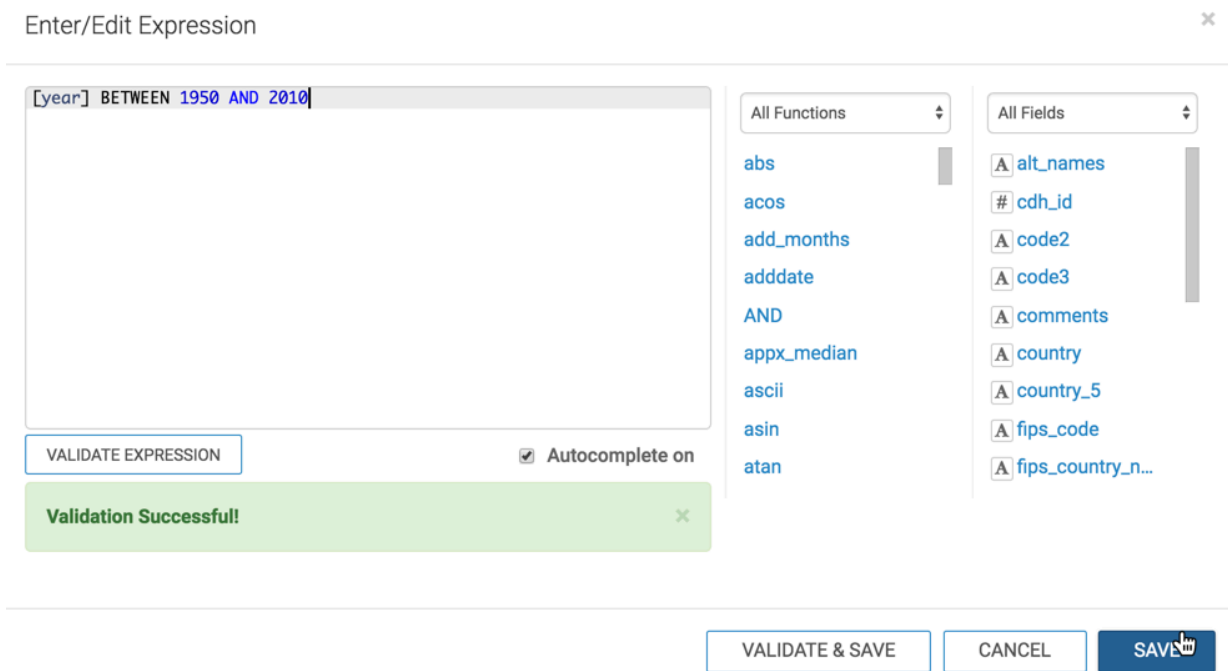 Enter/Edit Expression
×
[year] BETWEEN 1950 AND 2010
All Functions
abs
acos
add_months
adddate
AND
appx_median
ascii
asin
atan
All Fields
A alt_names
# cdh_id
A code2
A code3
A comments
A country
A country_5
A fips_code
A fips_country_n...
VALIDATE EXPRESSION
Autocomplete on
Validation Successful!
×
VALIDATE & SAVE
CANCEL
SAVE